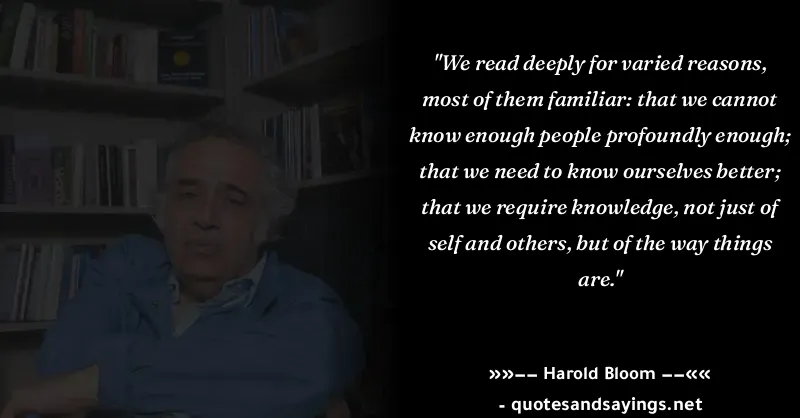 "We read deeply for varied reasons,
most of them familiar: that we cannot
know enough people profoundly enough;
that we need to know ourselves better;
that we require knowledge, not just of
self and others, but of the way things
are."
»»−− Harold Bloom −−««
- quotesandsayings.net